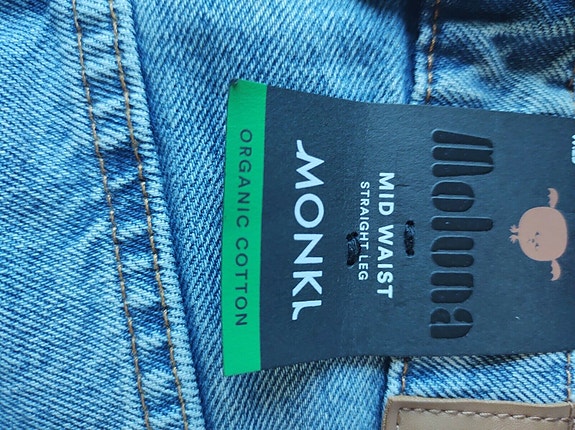 Moluna
MID WAIST
STRAIGHT LEG
MONKI
ORGANIC COTTON